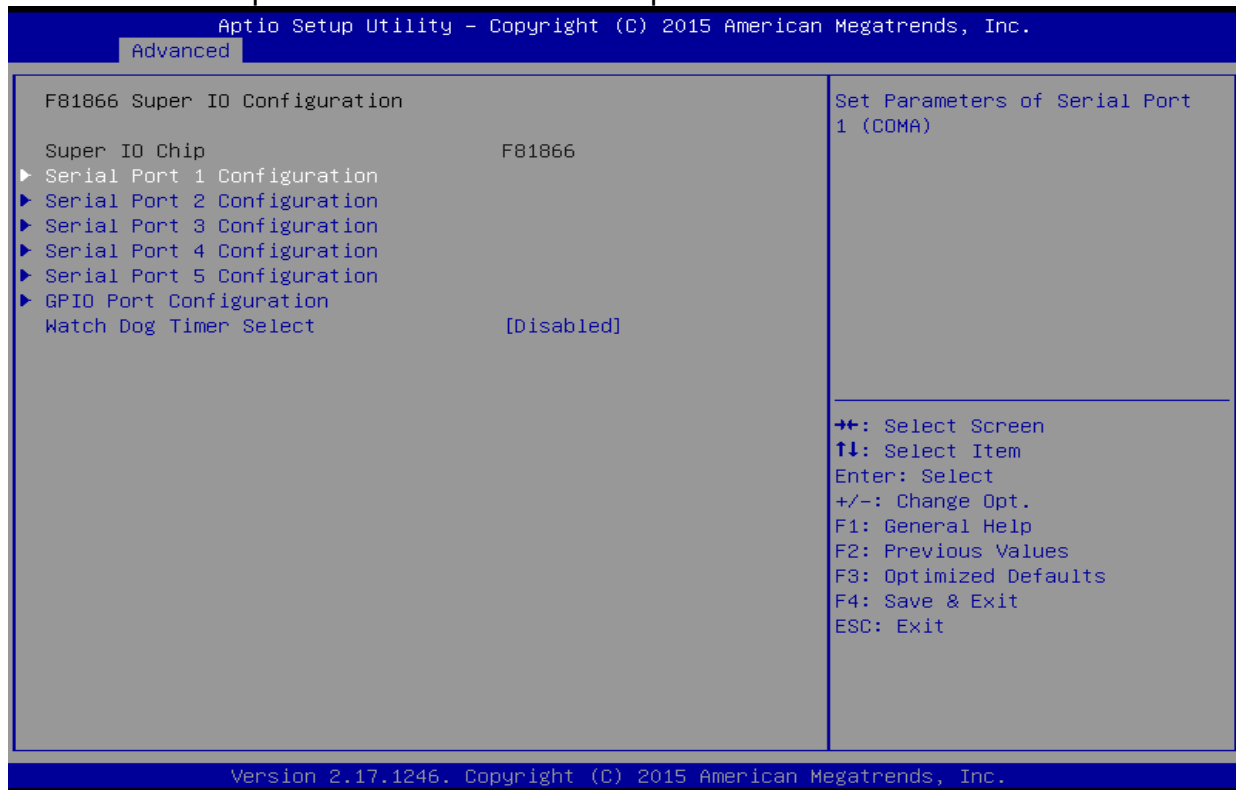 Aptio Setup Utility – Copyright (C) 2015 American Megatrends, Inc.
Advanced
F81866 Super IO Configuration
Super IO Chip F81866
▶ Serial Port 1 Configuration
▶ Serial Port 2 Configuration
▶ Serial Port 3 Configuration
▶ Serial Port 4 Configuration
▶ Serial Port 5 Configuration
▶ GPIO Port Configuration
Watch Dog Timer Select [Disabled]
Set Parameters of Serial Port
1 (COMA)
→←: Select Screen
↑↓: Select Item
Enter: Select
+/-: Change Opt.
F1: General Help
F2: Previous Values
F3: Optimized Defaults
F4: Save & Exit
ESC: Exit
Version 2.17.1246. Copyright (C) 2015 American Megatrends, Inc.